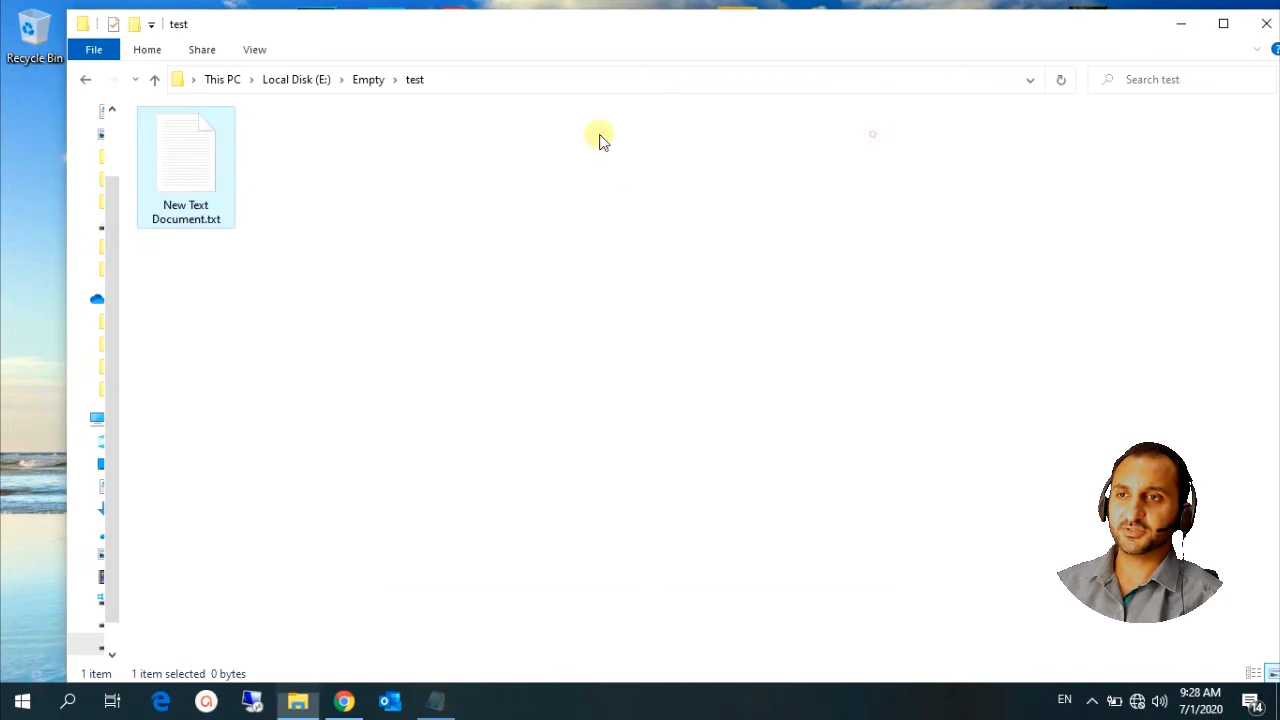 test
Recycle Bin
File
Home
Share
View
This PC
Local Disk (E:)
Empty
test
Search test
New Text
Document.txt
1 item
1 item selected 0 bytes
EN
9:28 AM
7/1/2020
14